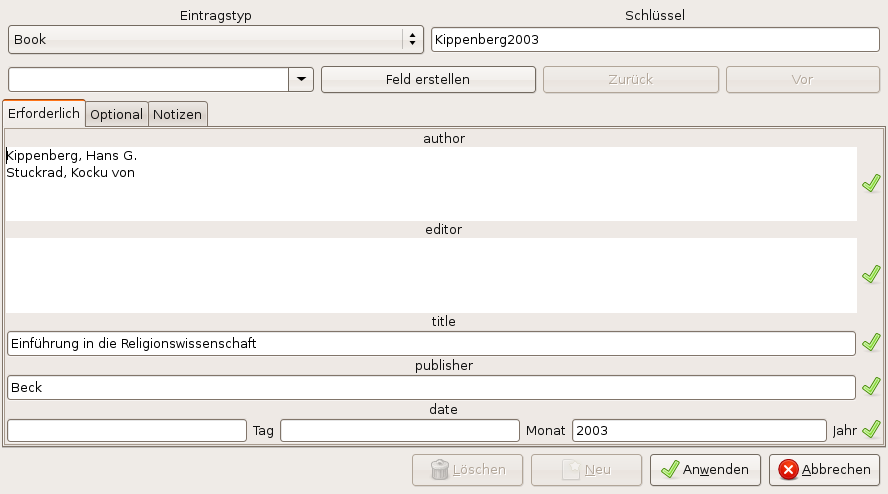 Eintragstyp Schlüssel
Book Kippenberg2003
Feld erstellen Zurück Vor
Erforderlich Optional Notizen
author
Kippenberg, Hans G.
Stuckrad, Kocku von
editor
title
Einführung in die Religionswissenschaft
publisher
Beck
date
Tag Monat 2003 Jahr
Löschen Neu Anwenden Abbrechen